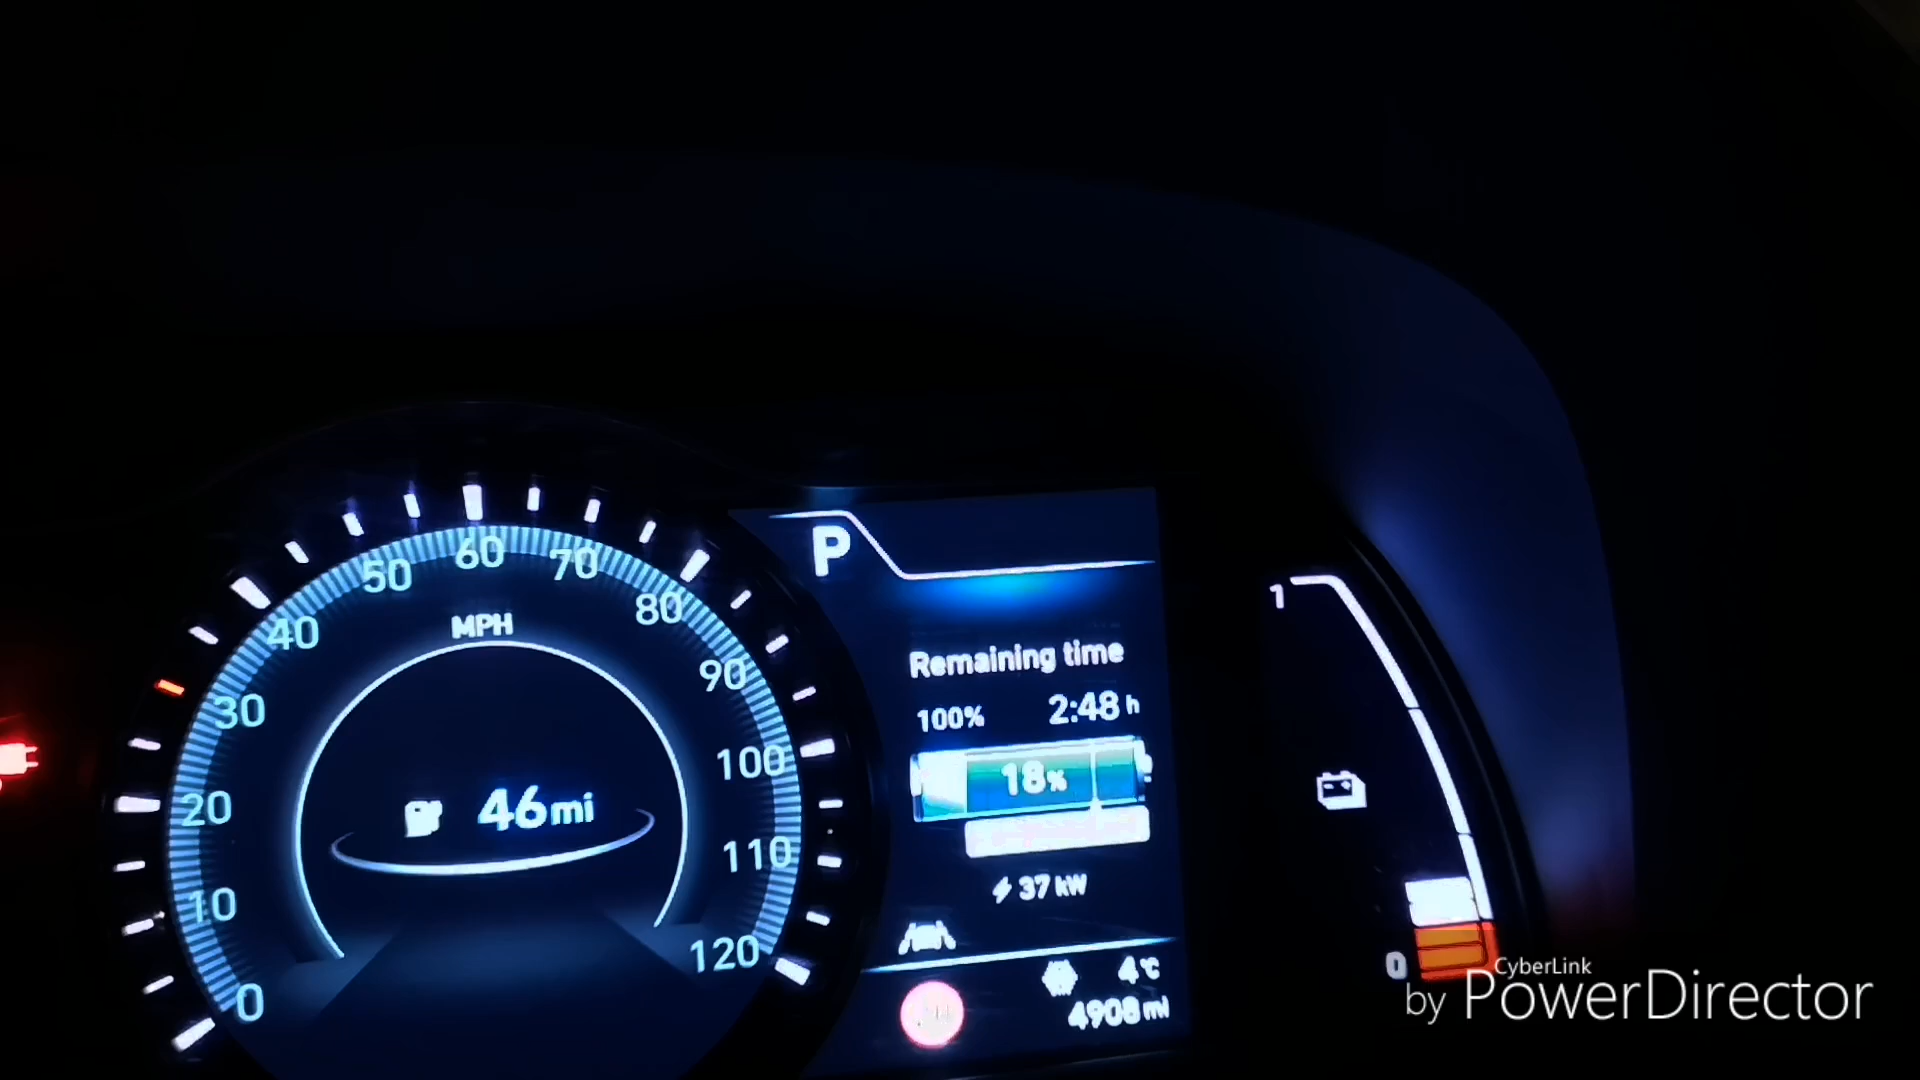 0
10
20
30
40
50
60
70
80
90
100
110
120
MPH
46mi
P
Remaining time
100% 2:48 h
18%
37 kW
4°C
4908 mi
1
0
CyberLink
by PowerDirector